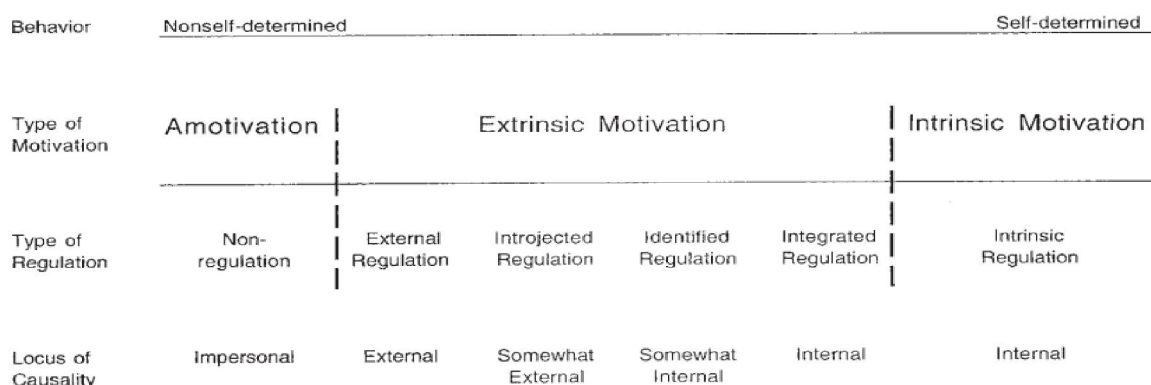 Behavior Nonself-determined Self-determined
Type of Motivation Amotivation Extrinsic Motivation Intrinsic Motivation
Type of Regulation Non-regulation External Regulation Introjected Regulation Identified Regulation Integrated Regulation Intrinsic Regulation
Locus of Causality Impersonal External Somewhat External Somewhat Internal Internal Internal